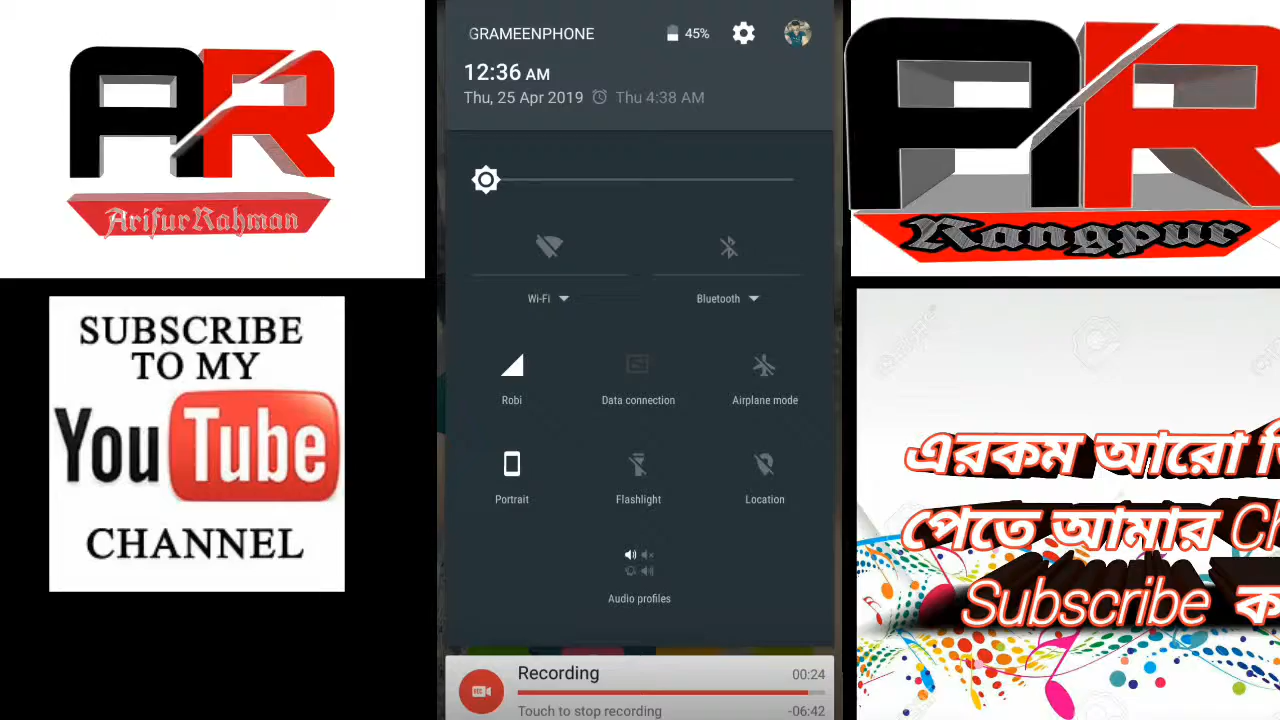 AR
ArifurRahman
SUBSCRIBE
TO MY
YouTube
CHANNEL
GRAMEENPHONE
45%
12:36 AM
Thu, 25 Apr 2019 Thu 4:38 AM
Wi-Fi
Bluetooth
Robi
Data connection
Airplane mode
Portrait
Flashlight
Location
Audio profiles
Recording
00:24
Touch to stop recording
-06:42
AR
Rangpur
এরকম আরো
পেতে আমার
Subscribe